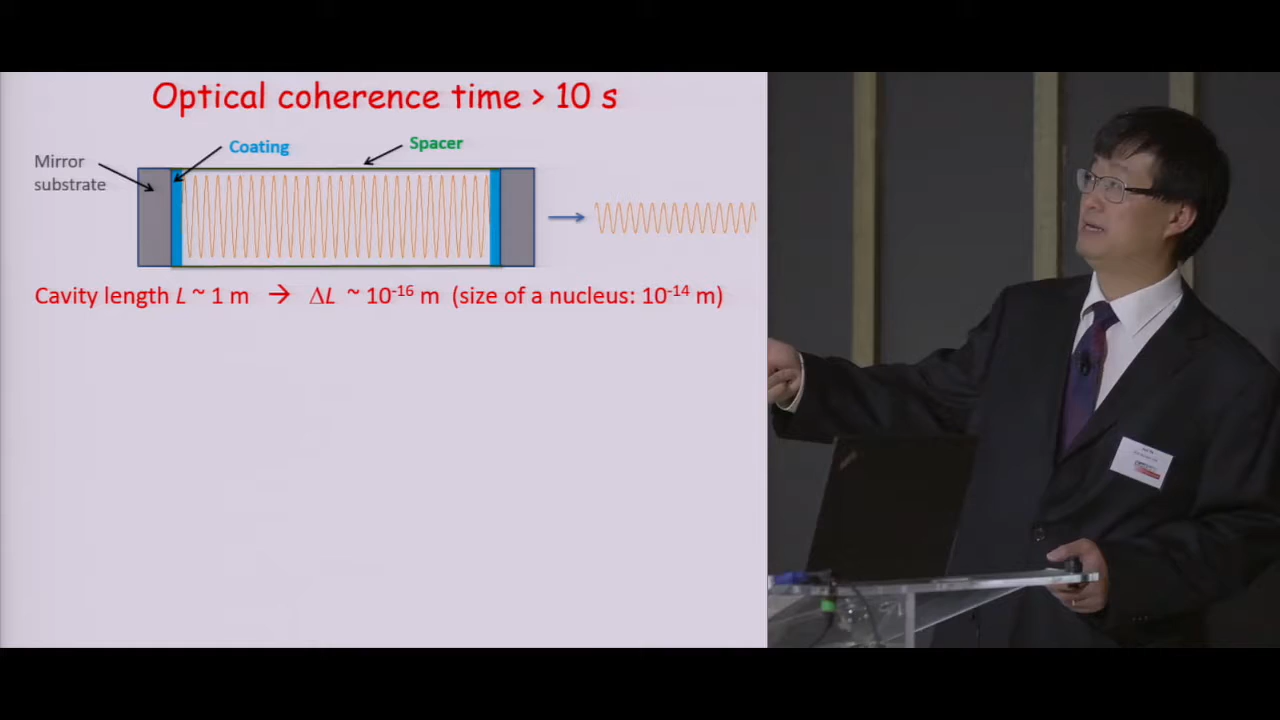 Optical coherence time > 10 s
Coating
Spacer
Mirror
substrate
Cavity length L ~ 1 m → ΔL ~ 10⁻¹⁶ m (size of a nucleus: 10⁻¹⁴ m)